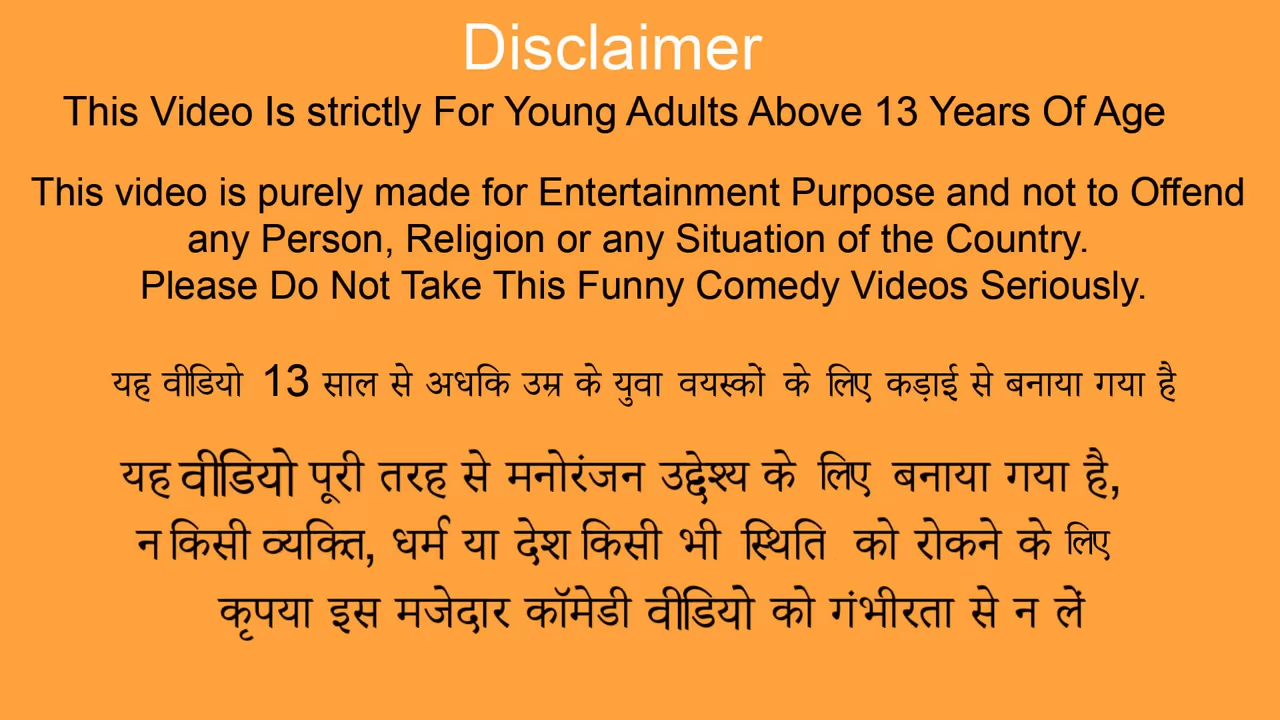 Disclaimer
This Video Is strictly For Young Adults Above 13 Years Of Age
This video is purely made for Entertainment Purpose and not to Offend
any Person, Religion or any Situation of the Country.
Please Do Not Take This Funny Comedy Videos Seriously.
यह वीडियो 13 साल से अधकि उम्र के युवा वयस्कों के लिए कड़ाई से बनाया गया है
यह वीडियो पूरी तरह से मनोरंजन उद्देश्य के लिए बनाया गया है,
न किसी व्यक्ति, धर्म या देश किसी भी स्थिति को रोकने के लिए
कृपया इस मजेदार कॉमेडी वीडियो को गंभीरता से न लें